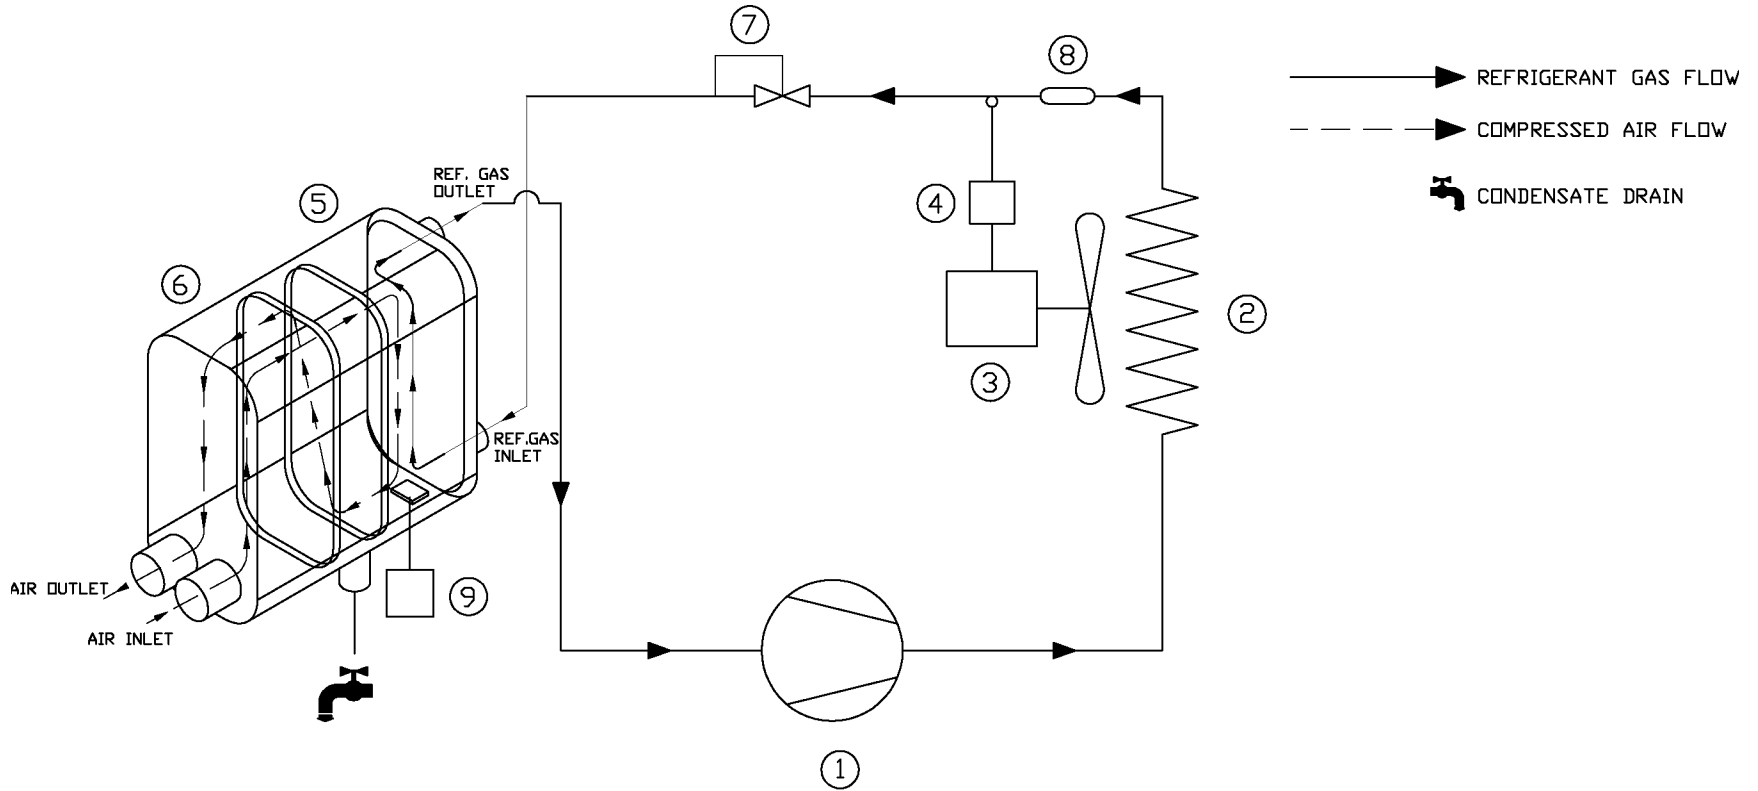 7
8
REFRIGERANT GAS FLOW
COMPRESSED AIR FLOW
REF. GAS
OUTLET
5
4
CONDENSATE DRAIN
6
2
3
REF.GAS
INLET
AIR OUTLET
9
AIR INLET
1